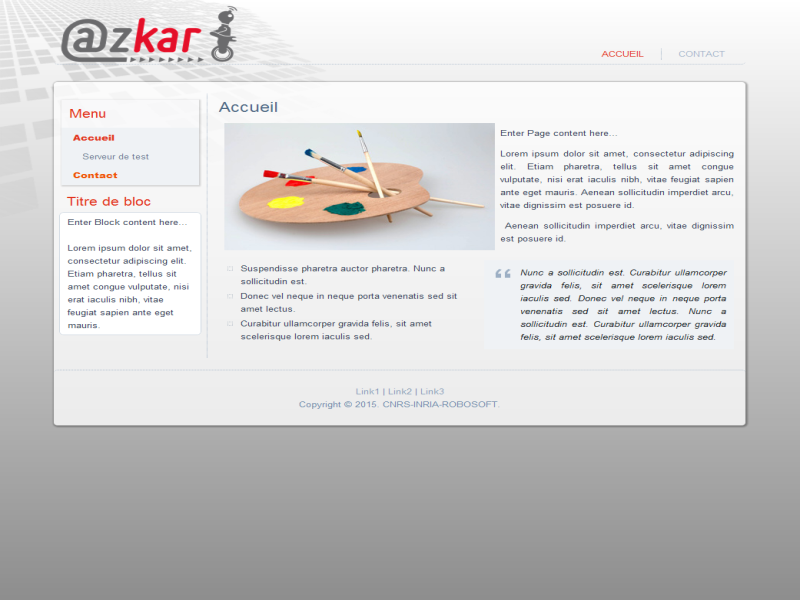 @zkar
ACCUEIL
CONTACT
Menu
Accueil
Serveur de test
Contact
Titre de bloc
Enter Block content here...
Lorem ipsum dolor sit amet,
consectetur adipiscing elit.
Etiam pharetra, tellus sit
amet congue vulputate, nisi
erat iaculis nibh, vitae
feugiat sapien ante eget
mauris.
Accueil
Enter Page content here...
Lorem ipsum dolor sit amet, consectetur adipiscing
elit. Etiam pharetra, tellus sit amet congue
vulputate, nisi erat iaculis nibh, vitae feugiat sapien
ante eget mauris. Aenean sollicitudin imperdiet arcu,
vitae dignissim est posuere id.
Aenean sollicitudin imperdiet arcu, vitae dignissim
est posuere id.
Suspendisse pharetra auctor pharetra. Nunc a
sollicitudin est.
Donec vel neque in neque porta venenatis sed sit
amet lectus.
Curabitur ullamcorper gravida felis, sit amet
scelerisque lorem iaculis sed.
Nunc a sollicitudin est. Curabitur ullamcorper
gravida felis, sit amet scelerisque lorem
iaculis sed. Donec vel neque in neque porta
venenatis sed sit amet lectus. Nunc a
sollicitudin est. Curabitur ullamcorper gravida
felis, sit amet scelerisque lorem iaculis sed.
Link1 | Link2 | Link3
Copyright © 2015. CNRS-INRIA-ROBOSOFT.